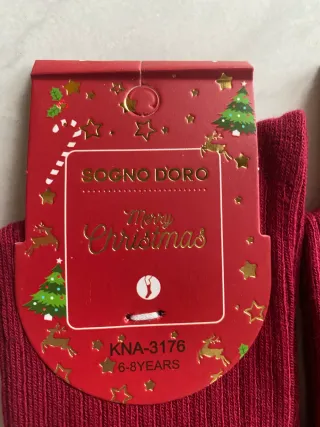 SOGNO D'ORO
Merry
Christmas
KNA-3176
6-8YEARS